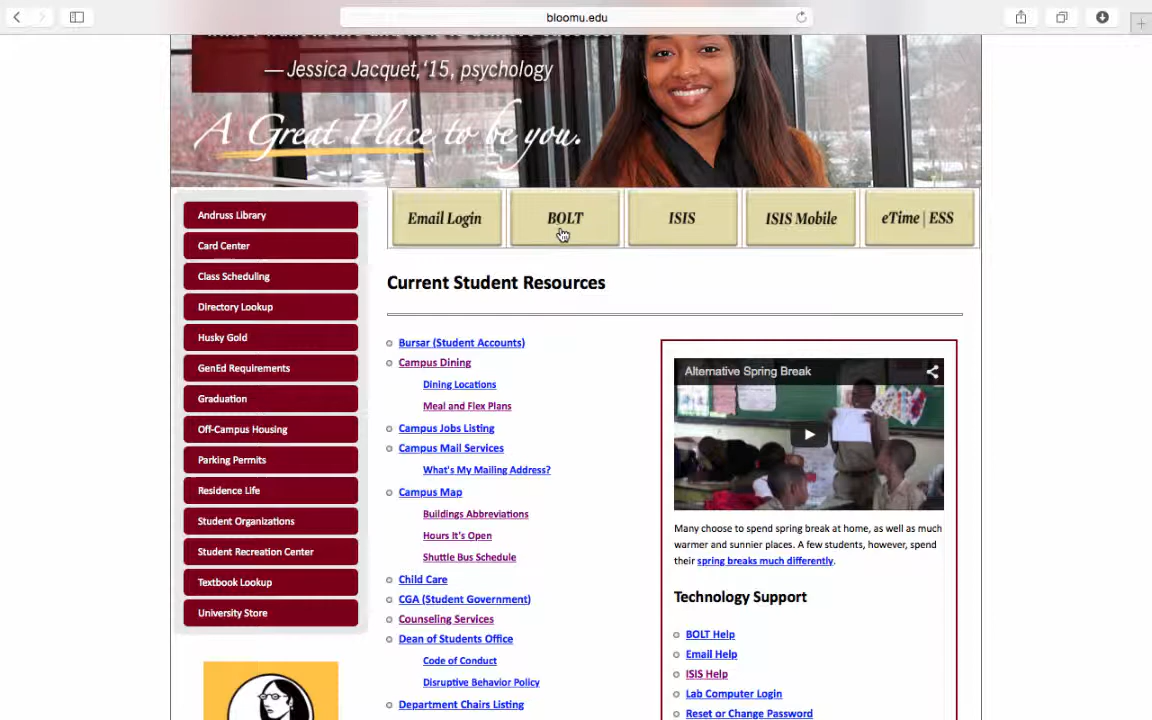 bloomu.edu
— Jessica Jacquet, '15, psychology
A Great Place to be you.
Email Login
BOLT
ISIS
ISIS Mobile
eTime | ESS
Andruss Library
Card Center
Class Scheduling
Directory Lookup
Husky Gold
GenEd Requirements
Graduation
Off-Campus Housing
Parking Permits
Residence Life
Student Organizations
Student Recreation Center
Textbook Lookup
University Store
Current Student Resources
Bursar (Student Accounts)
Campus Dining
Dining Locations
Meal and Flex Plans
Campus Jobs Listing
Campus Mail Services
What's My Mailing Address?
Campus Map
Buildings Abbreviations
Hours It's Open
Shuttle Bus Schedule
Child Care
CGA (Student Government)
Counseling Services
Dean of Students Office
Code of Conduct
Disruptive Behavior Policy
Department Chairs Listing
Alternative Spring Break
Many choose to spend spring break at home, as well as much
warmer and sunnier places. A few students, however, spend
their spring breaks much differently.
Technology Support
BOLT Help
Email Help
ISIS Help
Lab Computer Login
Reset or Change Password